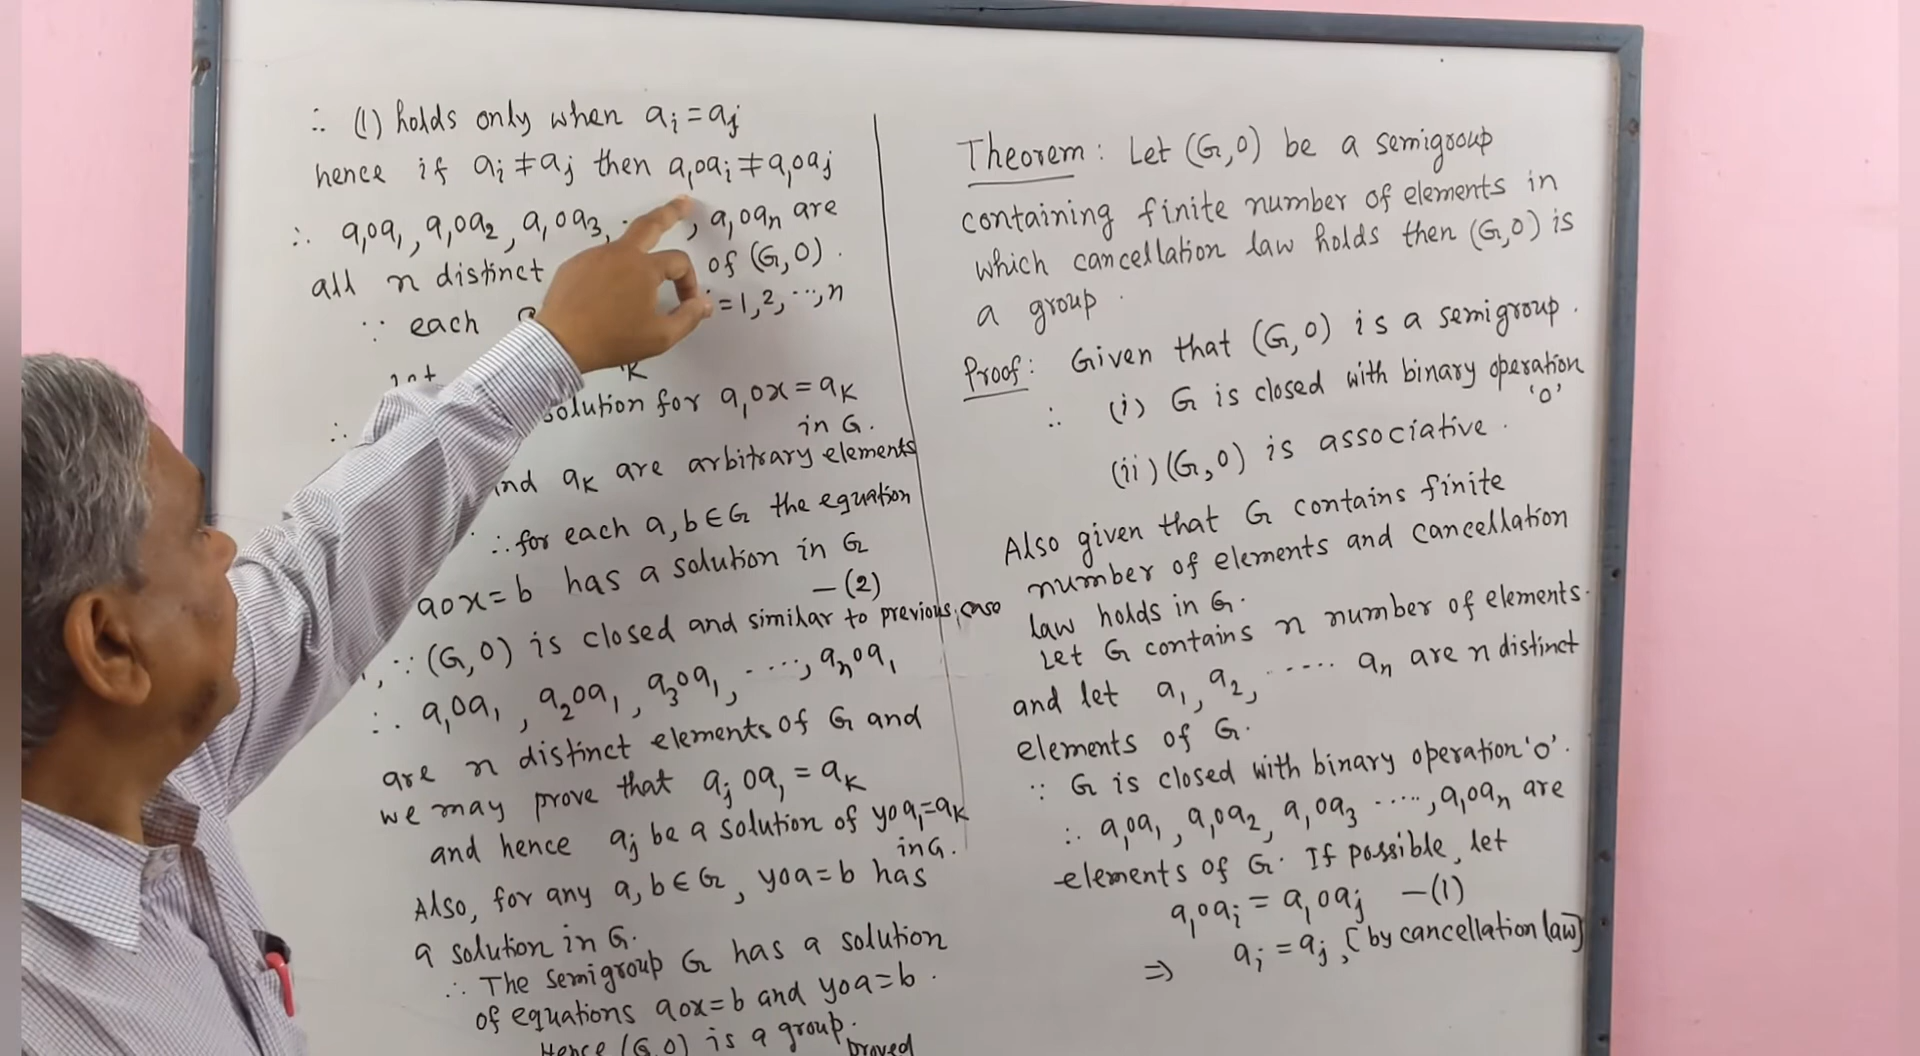 ∴ (1) holds only when aᵢ = aⱼ
hence if aᵢ ≠ aⱼ then a₁oaᵢ ≠ a₁oaⱼ
∴ a₁oa₁, a₁oa₂, a₁oa₃, , a₁oaₙ are
all n distinct of (G,o).
∵ each = 1, 2, ..., n
let K
∴ solution for a₁ox = aK
in G.
and aK are arbitrary elements
∴ for each a, b ∈ G the equation
aox = b has a solution in G
—(2)
∵ (G,o) is closed and similar to previous case
∴ a₁oa₁, a₂oa₁, a₃oa₁, ....., aₙoa₁
are n distinct elements of G and
we may prove that aⱼoa₁ = aK
and hence aⱼ be a solution of yoa₁ = aK
in G.
Also, for any a, b ∈ G, yoa = b has
a solution in G.
∴ The semigroup G has a solution
of equations aox = b and yoa = b.
Hence (G,o) is a group.
proved
Theorem: Let (G,o) be a semigroup
containing finite number of elements in
which cancellation law holds then (G,o) is
a group.
Proof: Given that (G,o) is a semigroup.
∴ (i) G is closed with binary operation
'o'
(ii) (G,o) is associative.
Also given that G contains finite
number of elements and cancellation
law holds in G.
Let G contains n number of elements.
and let a₁, a₂, ..... aₙ are n distinct
elements of G.
∵ G is closed with binary operation 'o'.
∴ a₁oa₁, a₁oa₂, a₁oa₃ ....., a₁oaₙ are
elements of G. If possible, let
a₁oaᵢ = a₁oaⱼ —(1)
⇒ aᵢ = aⱼ, [by cancellation law]